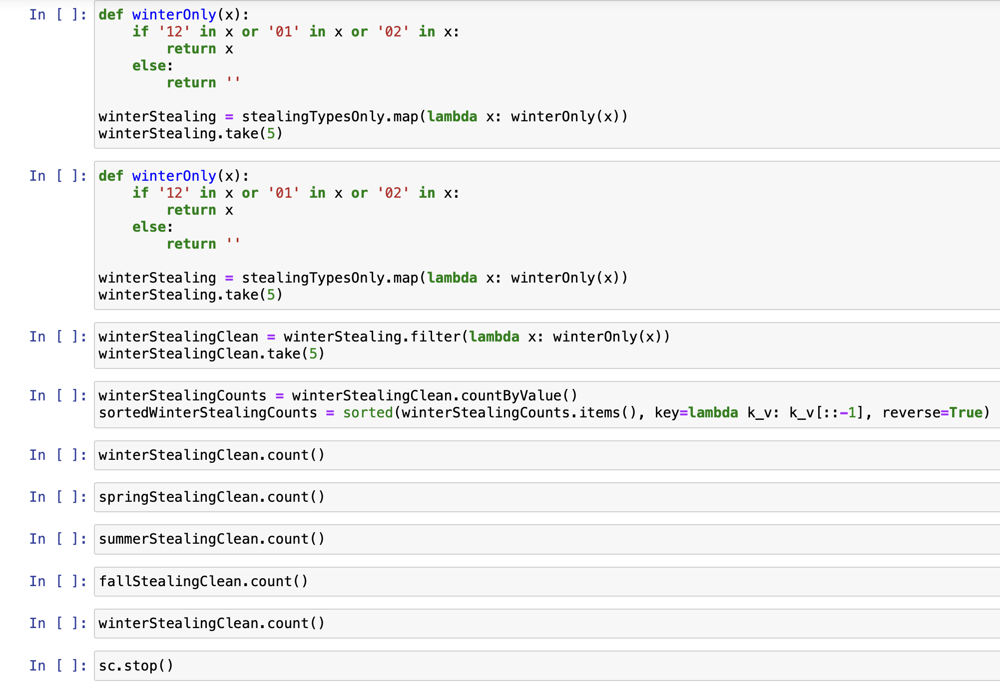 In [ ]: def winterOnly(x):
    if '12' in x or '01' in x or '02' in x:
        return x
    else:
        return ''

winterStealing = stealingTypesOnly.map(lambda x: winterOnly(x))
winterStealing.take(5)
In [ ]: def winterOnly(x):
    if '12' in x or '01' in x or '02' in x:
        return x
    else:
        return ''

winterStealing = stealingTypesOnly.map(lambda x: winterOnly(x))
winterStealing.take(5)
In [ ]: winterStealingClean = winterStealing.filter(lambda x: winterOnly(x))
winterStealingClean.take(5)
In [ ]: winterStealingCounts = winterStealingClean.countByValue()
sortedWinterStealingCounts = sorted(winterStealingCounts.items(), key=lambda k_v: k_v[::-1], reverse=True)
In [ ]: winterStealingClean.count()
In [ ]: springStealingClean.count()
In [ ]: summerStealingClean.count()
In [ ]: fallStealingClean.count()
In [ ]: winterStealingClean.count()
In [ ]: sc.stop()